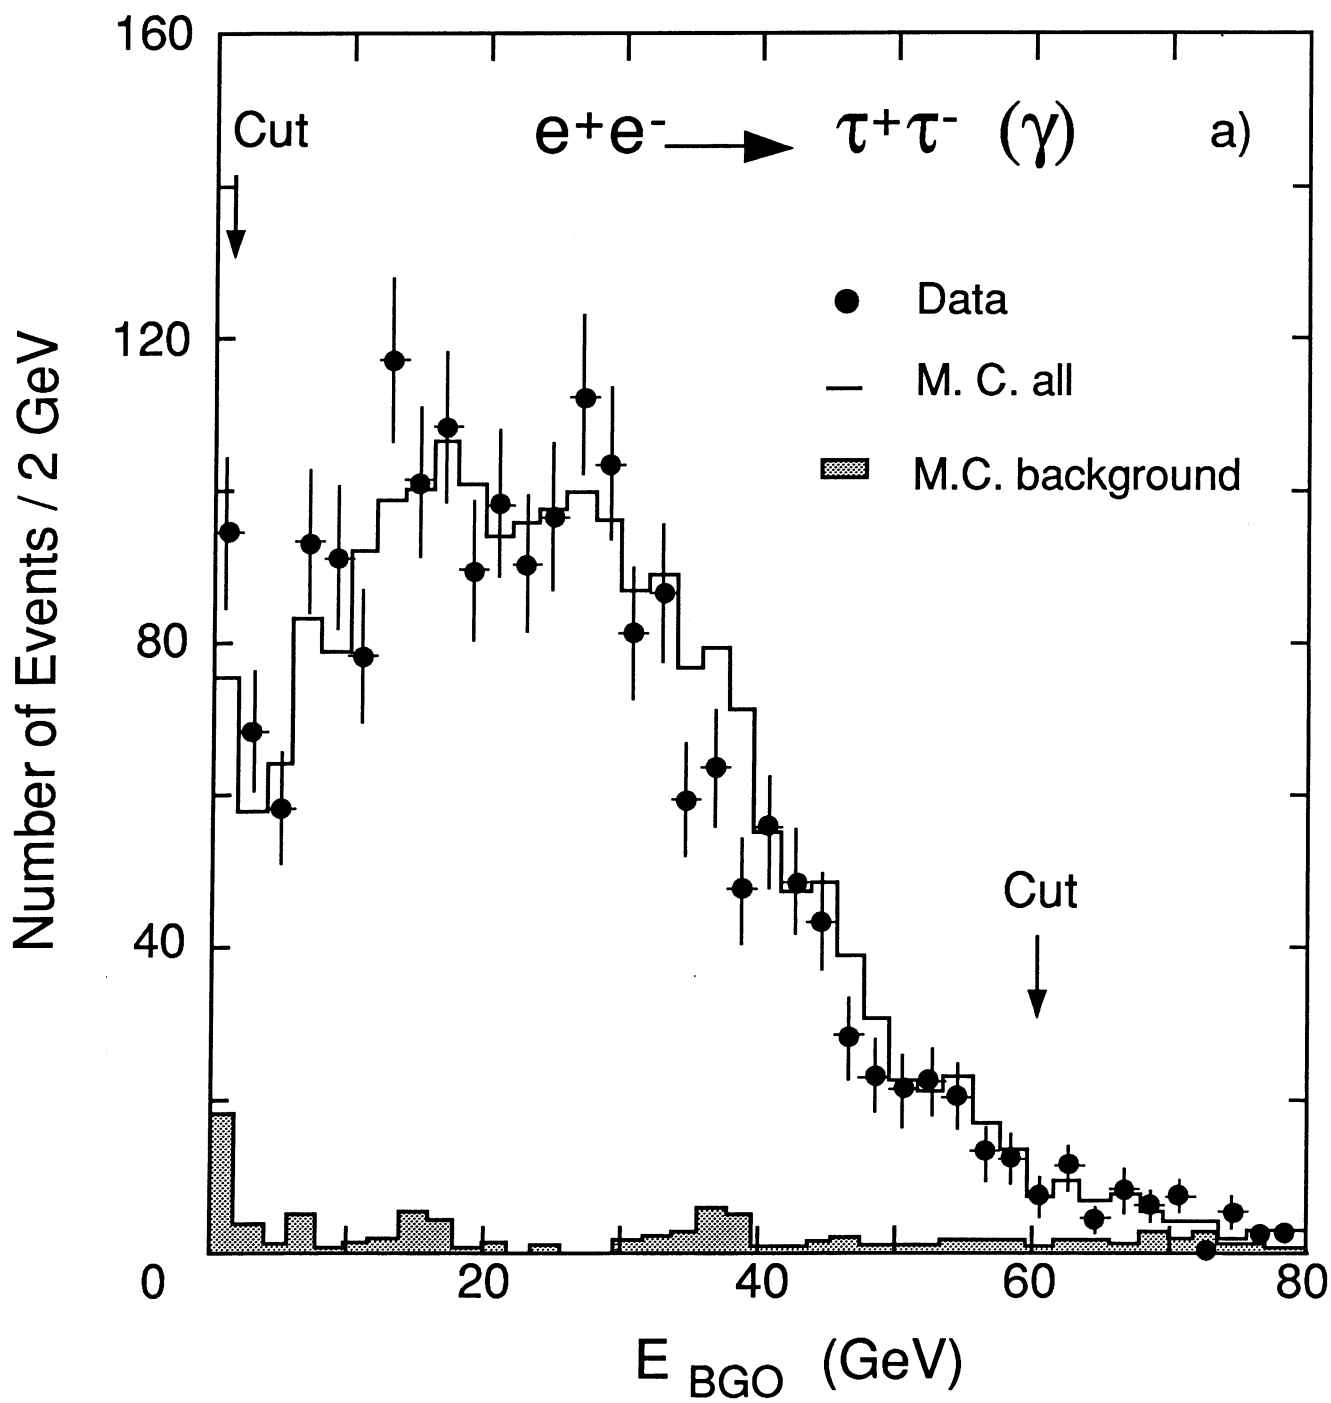 160
Cut
e+e- → τ+τ- (γ)
a)
Data
120
M. C. all
M.C. background
Number of Events / 2 GeV
80
Cut
40
0
20
40
60
80
E BGO (GeV)